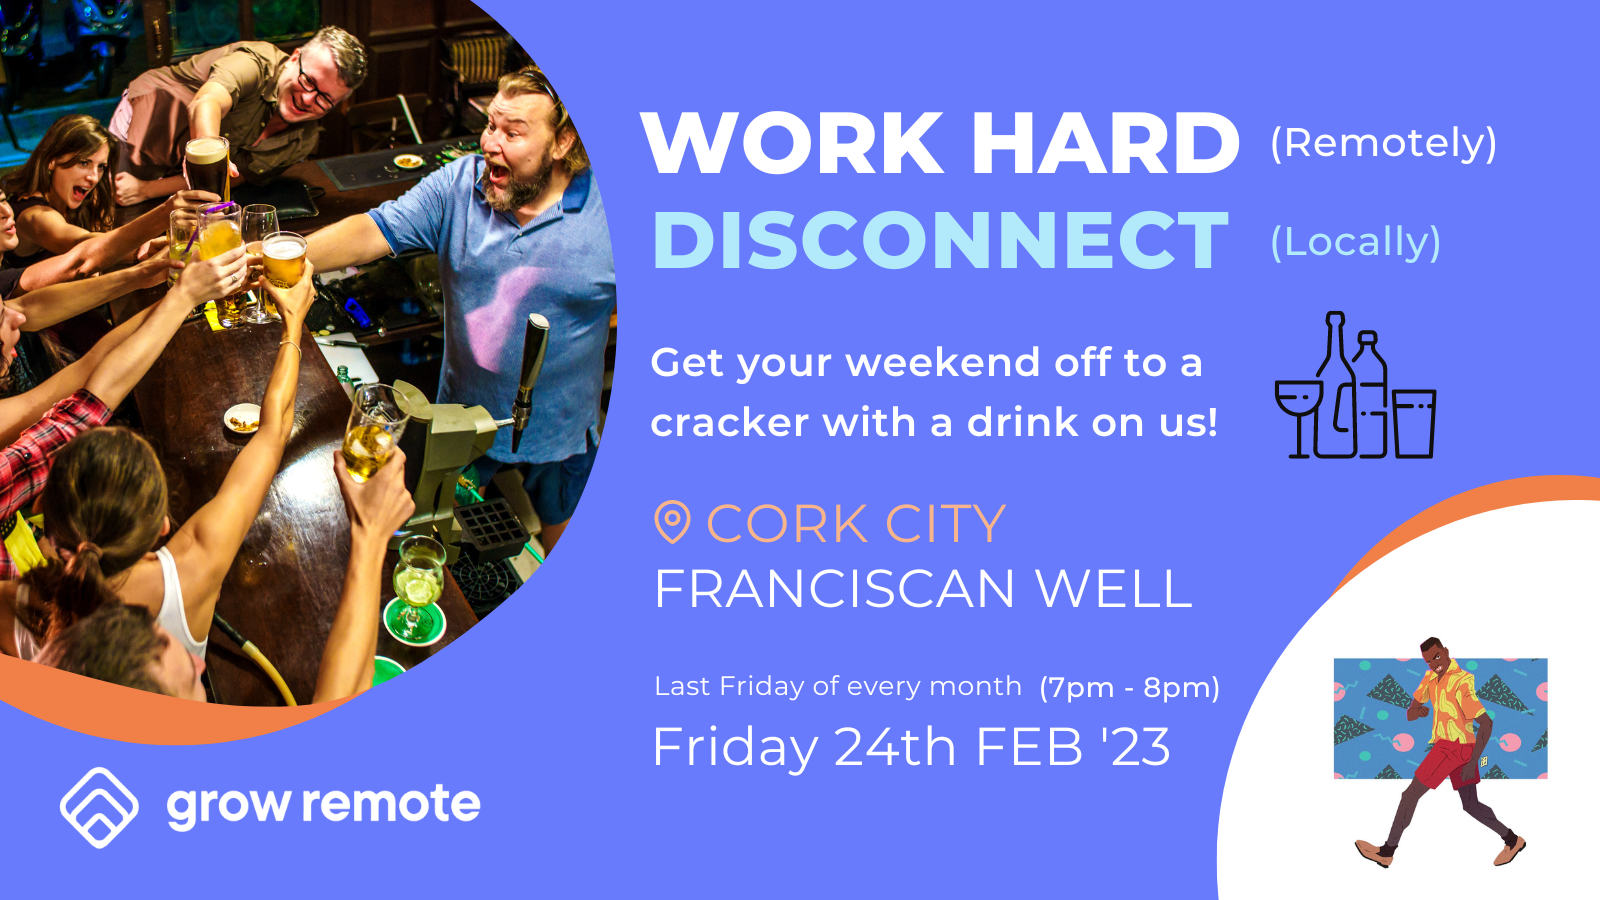 WORK HARD (Remotely)
DISCONNECT (Locally)
Get your weekend off to a
cracker with a drink on us!
CORK CITY
FRANCISCAN WELL
Last Friday of every month (7pm - 8pm)
Friday 24th FEB '23
grow remote